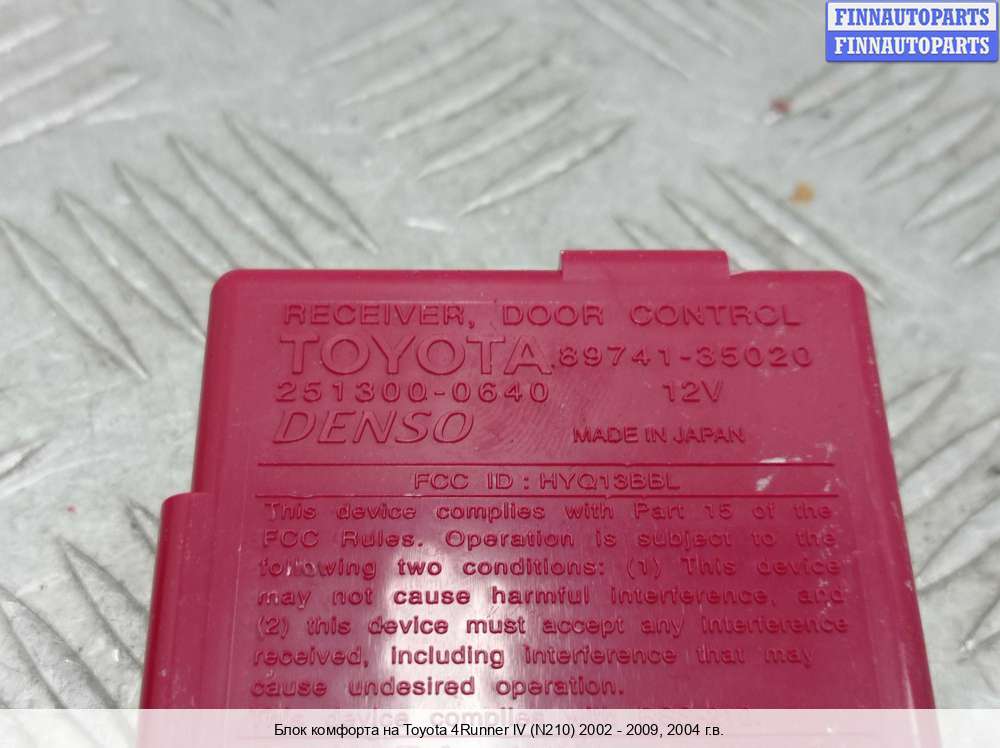 FINNAUTOPARTS
FINNAUTOPARTS
RECEIVER, DOOR CONTROL
TOYOTA 89741-35020
251300-0640 12V
DENSO MADE IN JAPAN
FCC ID : HYQ13BBL
This device complies with Part 15 of the
FCC Rules. Operation is subject to the
following two conditions: (1) This device
may not cause harmful interference, and
(2) this device must accept any interference
received, including interference that may
cause undesired operation.
This device complies
Блок комфорта на Toyota 4Runner IV (N210) 2002 - 2009, 2004 г.в.